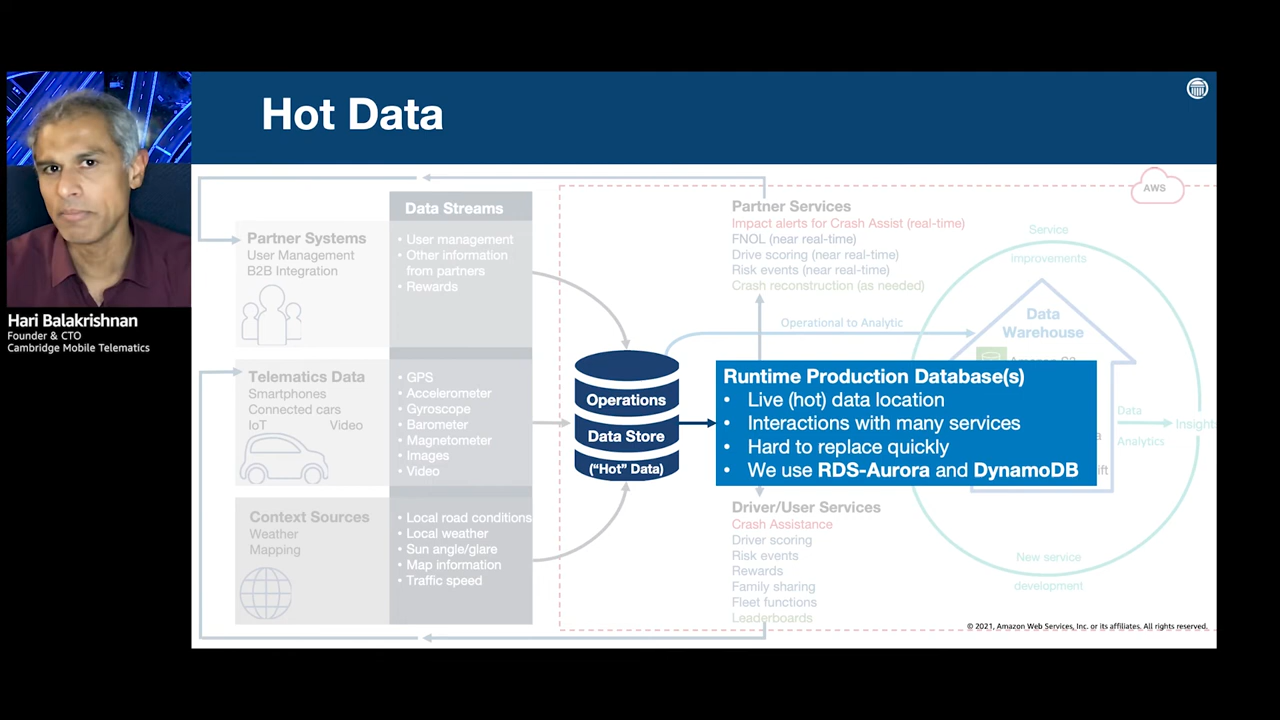 Hot Data
Hari Balakrishnan
Founder & CTO
Cambridge Mobile Telematics
Partner Systems
User Management
B2B Integration
Telematics Data
Smartphones
Connected cars
IoT Video
Context Sources
Weather
Mapping
Data Streams
• User management
• Other information
from partners
• Rewards
• GPS
• Accelerometer
• Gyroscope
• Barometer
• Magnetometer
• Images
• Video
• Local road conditions
• Local weather
• Sun angle/glare
• Map information
• Traffic speed
Operations
Data Store
("Hot" Data)
AWS
Partner Services
Impact alerts for Crash Assist (real-time)
FNOL (near real-time)
Drive scoring (near real-time)
Risk events (near real-time)
Crash reconstruction (as needed)
Operational to Analytic
Runtime Production Database(s)
• Live (hot) data location
• Interactions with many services
• Hard to replace quickly
• We use RDS-Aurora and DynamoDB
Driver/User Services
Crash Assistance
Driver scoring
Risk events
Rewards
Family sharing
Fleet functions
Leaderboards
Service
improvements
Data
Warehouse
Data
Analytics
Insight
New service
development
© 2021, Amazon Web Services, Inc. or its affiliates. All rights reserved.